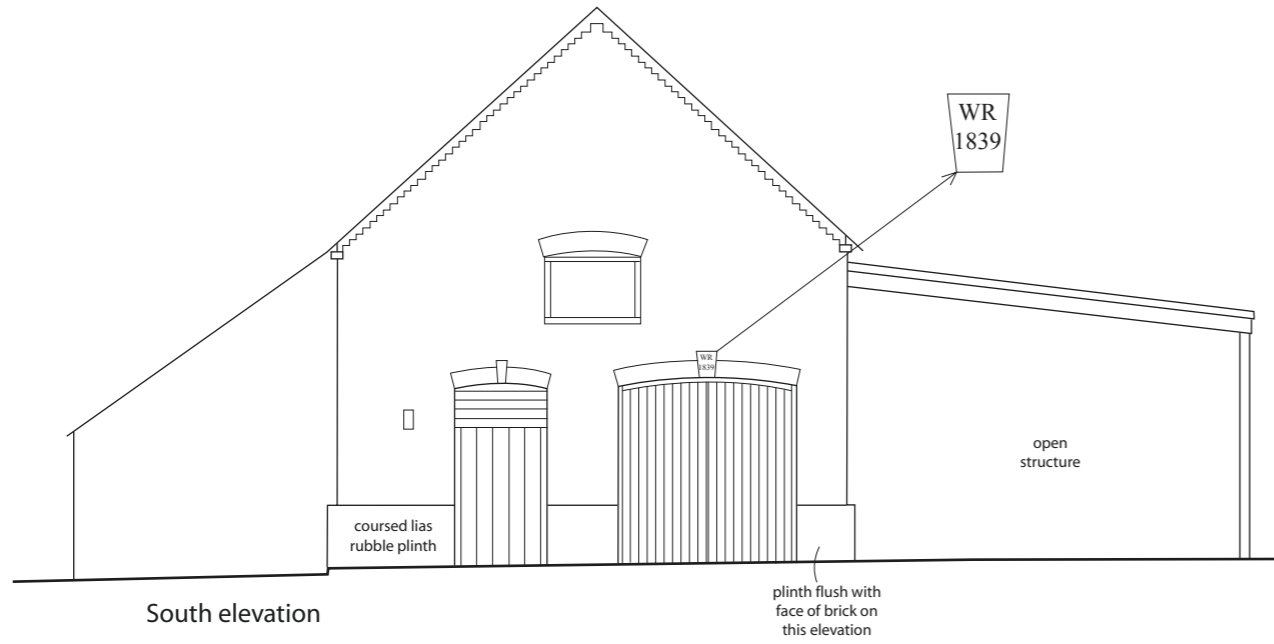 WR
1839
WR
1839
open
structure
coursed lias
rubble plinth
plinth flush with
face of brick on
this elevation
South elevation